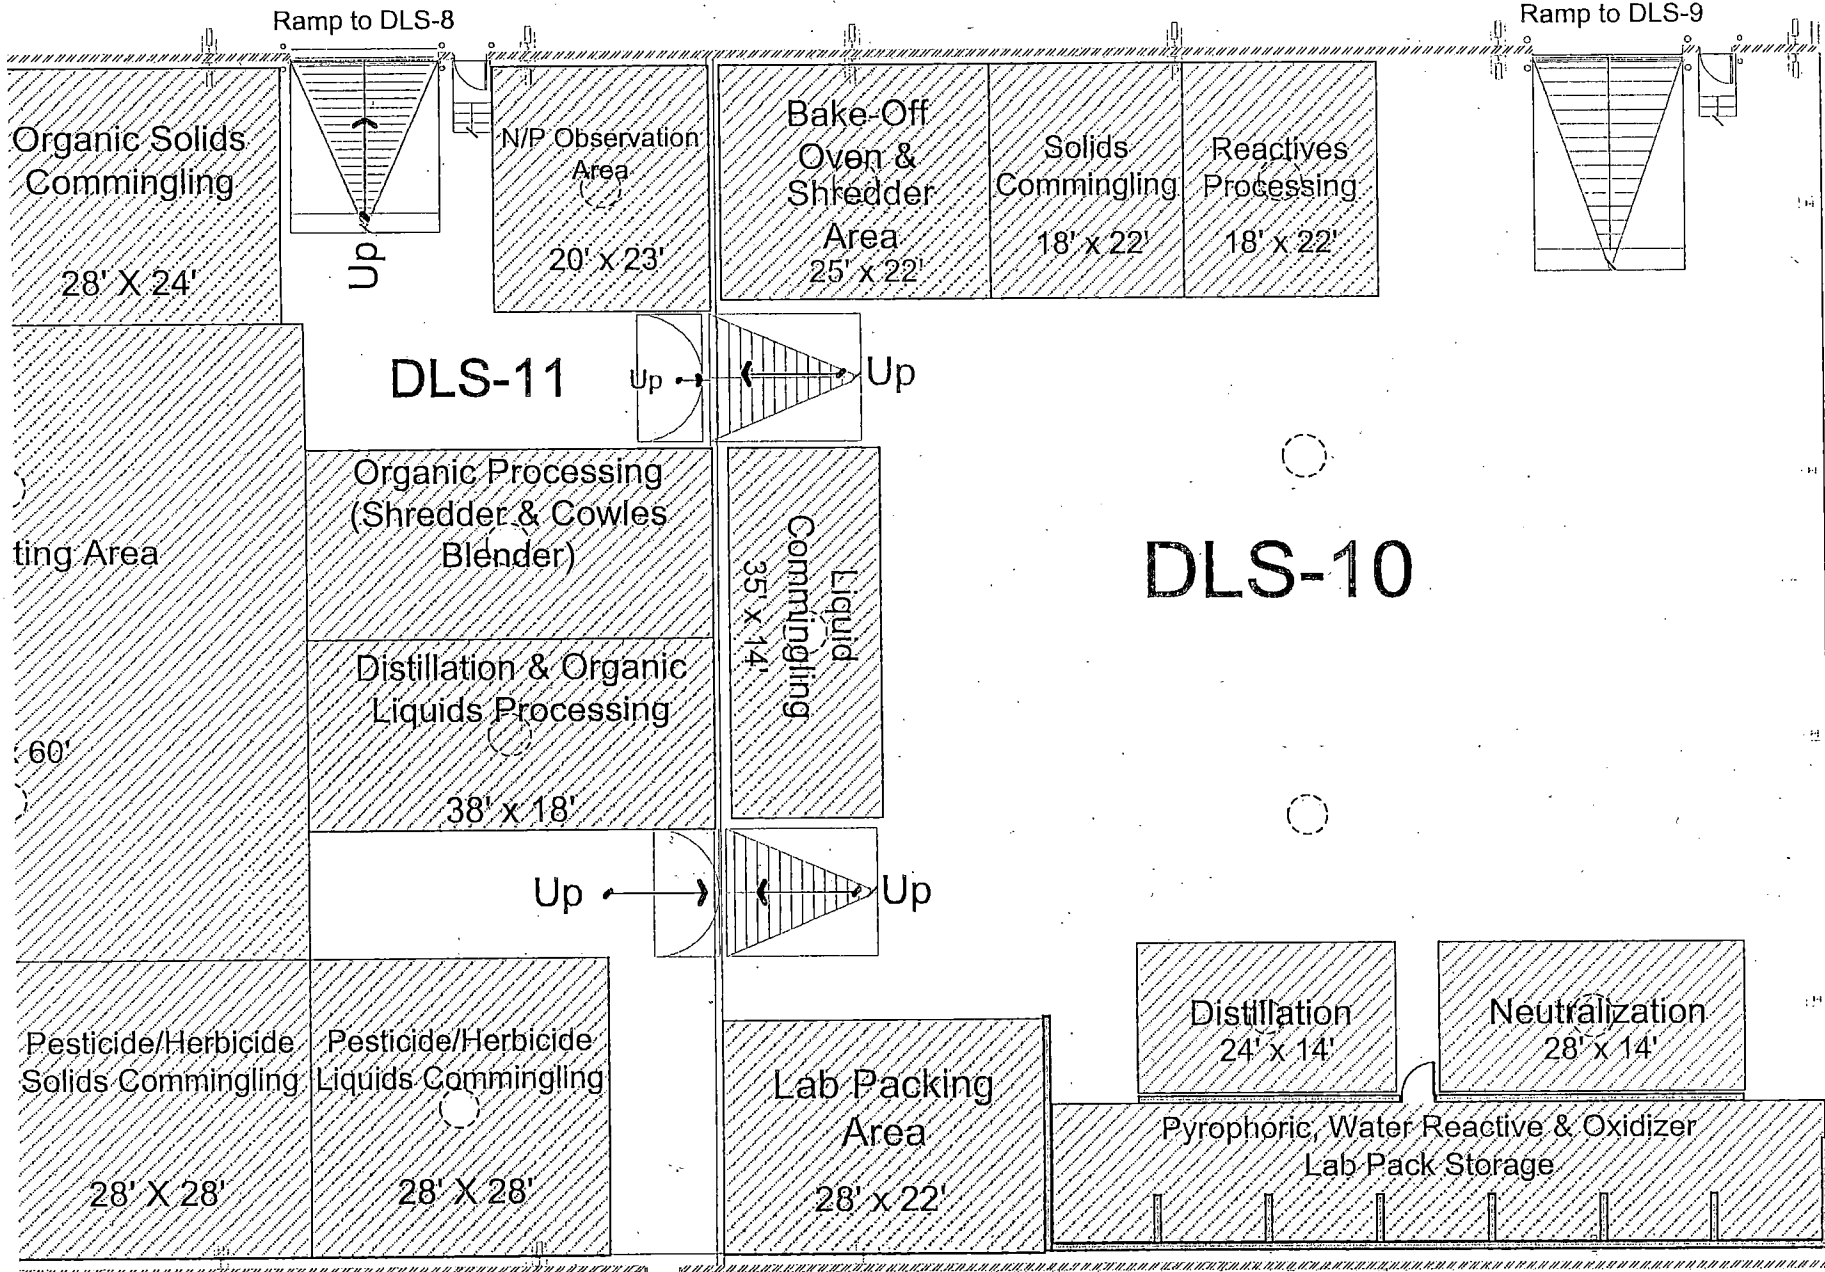 Ramp to DLS-8
Ramp to DLS-9
Organic Solids
Commingling
28' X 24'
Up
N/P Observation
Area
20' x 23'
Bake-Off
Oven &
Shredder
Area
25' x 22'
Solids
Commingling
18' x 22'
Reactives
Processing
18' x 22'
DLS-11
Up
Up
Organic Processing
(Shredder & Cowles
Blender)
ting Area
60'
Liquid
Commingling
35' x 14'
DLS-10
Distillation & Organic
Liquids Processing
38' x 18'
Up
Up
Pesticide/Herbicide
Solids Commingling
28' X 28'
Pesticide/Herbicide
Liquids Commingling
28' X 28'
Lab Packing
Area
28' x 22'
Distillation
24' x 14'
Neutralization
28' x 14'
Pyrophoric, Water Reactive & Oxidizer
Lab Pack Storage